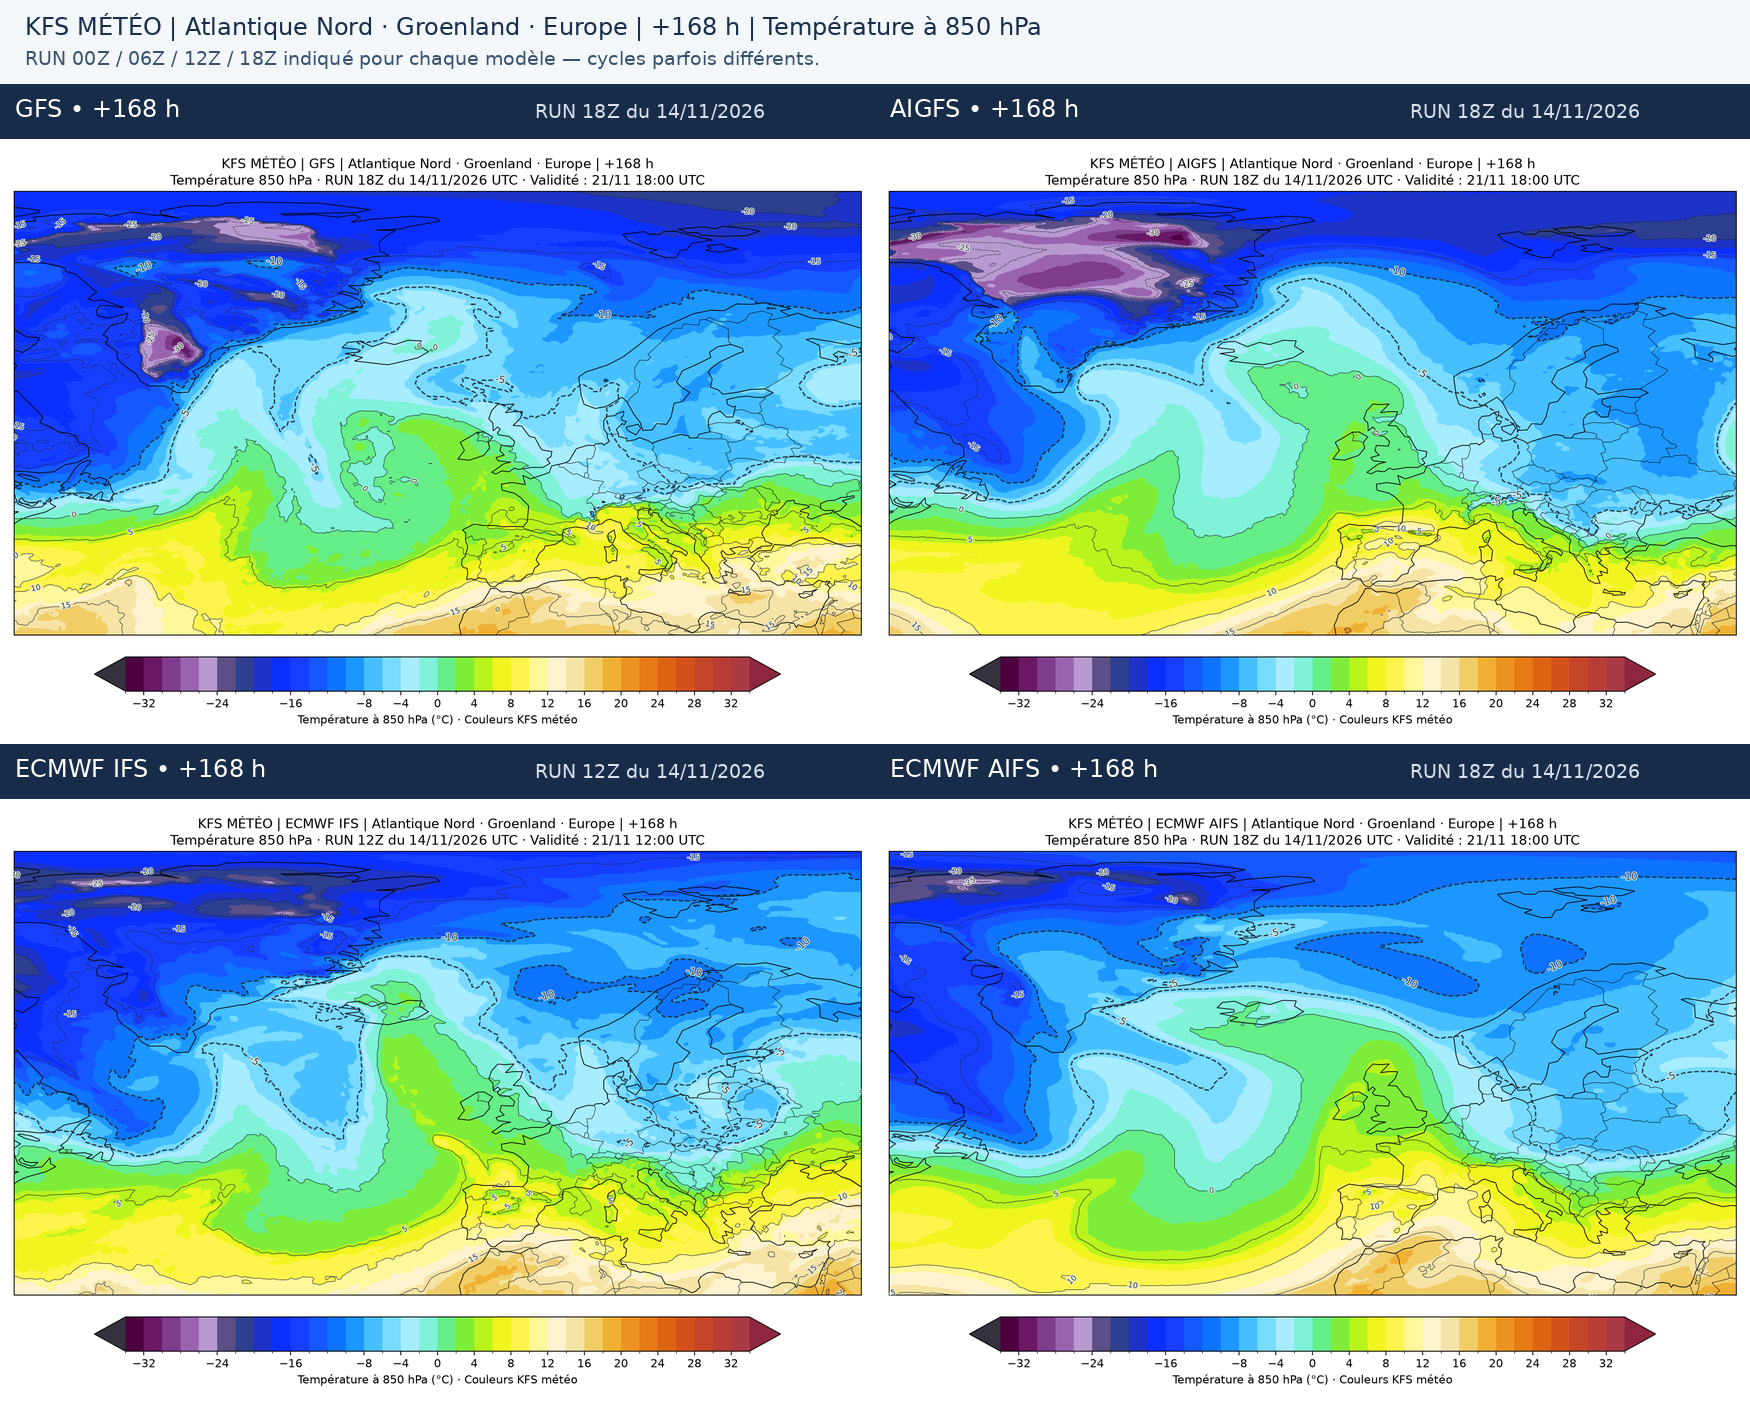 KFS MÉTÉO | Atlantique Nord · Groenland · Europe | +168 h | Température à 850 hPa
RUN 00Z / 06Z / 12Z / 18Z indiqué pour chaque modèle — cycles parfois différents.
GFS • +168 h
RUN 18Z du 14/11/2026
AIGFS • +168 h
RUN 18Z du 14/11/2026
KFS MÉTÉO | GFS | Atlantique Nord · Groenland · Europe | +168 h
Température 850 hPa · RUN 18Z du 14/11/2026 UTC · Validité : 21/11 18:00 UTC
KFS MÉTÉO | AIGFS | Atlantique Nord · Groenland · Europe | +168 h
Température 850 hPa · RUN 18Z du 14/11/2026 UTC · Validité : 21/11 18:00 UTC
−32 −24 −16 −8 −4 0 4 8 12 16 20 24 28 32
Température à 850 hPa (°C) · Couleurs KFS météo
−32 −24 −16 −8 −4 0 4 8 12 16 20 24 28 32
Température à 850 hPa (°C) · Couleurs KFS météo
ECMWF IFS • +168 h
RUN 12Z du 14/11/2026
ECMWF AIFS • +168 h
RUN 18Z du 14/11/2026
KFS MÉTÉO | ECMWF IFS | Atlantique Nord · Groenland · Europe | +168 h
Température 850 hPa · RUN 12Z du 14/11/2026 UTC · Validité : 21/11 12:00 UTC
KFS MÉTÉO | ECMWF AIFS | Atlantique Nord · Groenland · Europe | +168 h
Température 850 hPa · RUN 18Z du 14/11/2026 UTC · Validité : 21/11 18:00 UTC
−32 −24 −16 −8 −4 0 4 8 12 16 20 24 28 32
Température à 850 hPa (°C) · Couleurs KFS météo
−32 −24 −16 −8 −4 0 4 8 12 16 20 24 28 32
Température à 850 hPa (°C) · Couleurs KFS météo